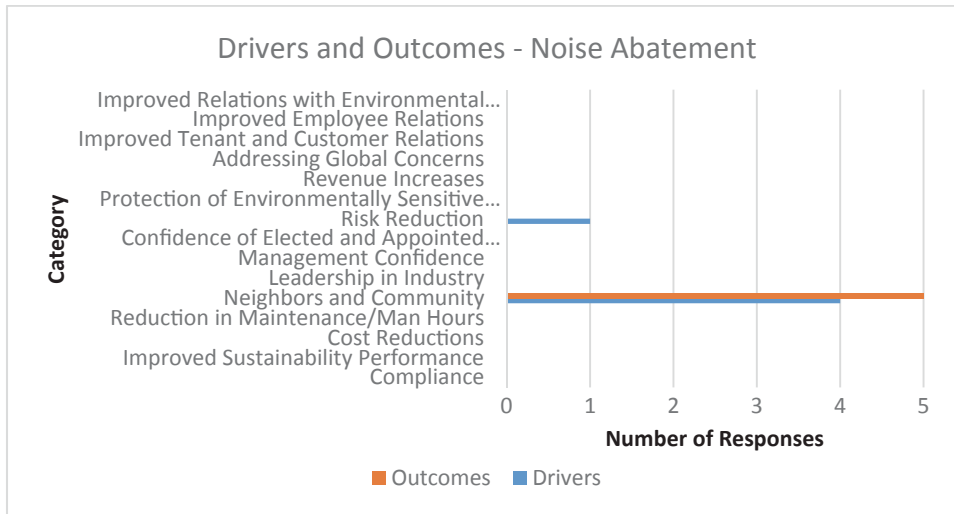 Drivers and Outcomes - Noise Abatement
Improved Relations with Environmental...
Improved Employee Relations
Improved Tenant and Customer Relations
Addressing Global Concerns
Revenue Increases
Protection of Environmentally Sensitive...
Risk Reduction
Confidence of Elected and Appointed...
Management Confidence
Leadership in Industry
Neighbors and Community
Reduction in Maintenance/Man Hours
Cost Reductions
Improved Sustainability Performance
Compliance
Category
0 1 2 3 4 5
Number of Responses
Outcomes Drivers